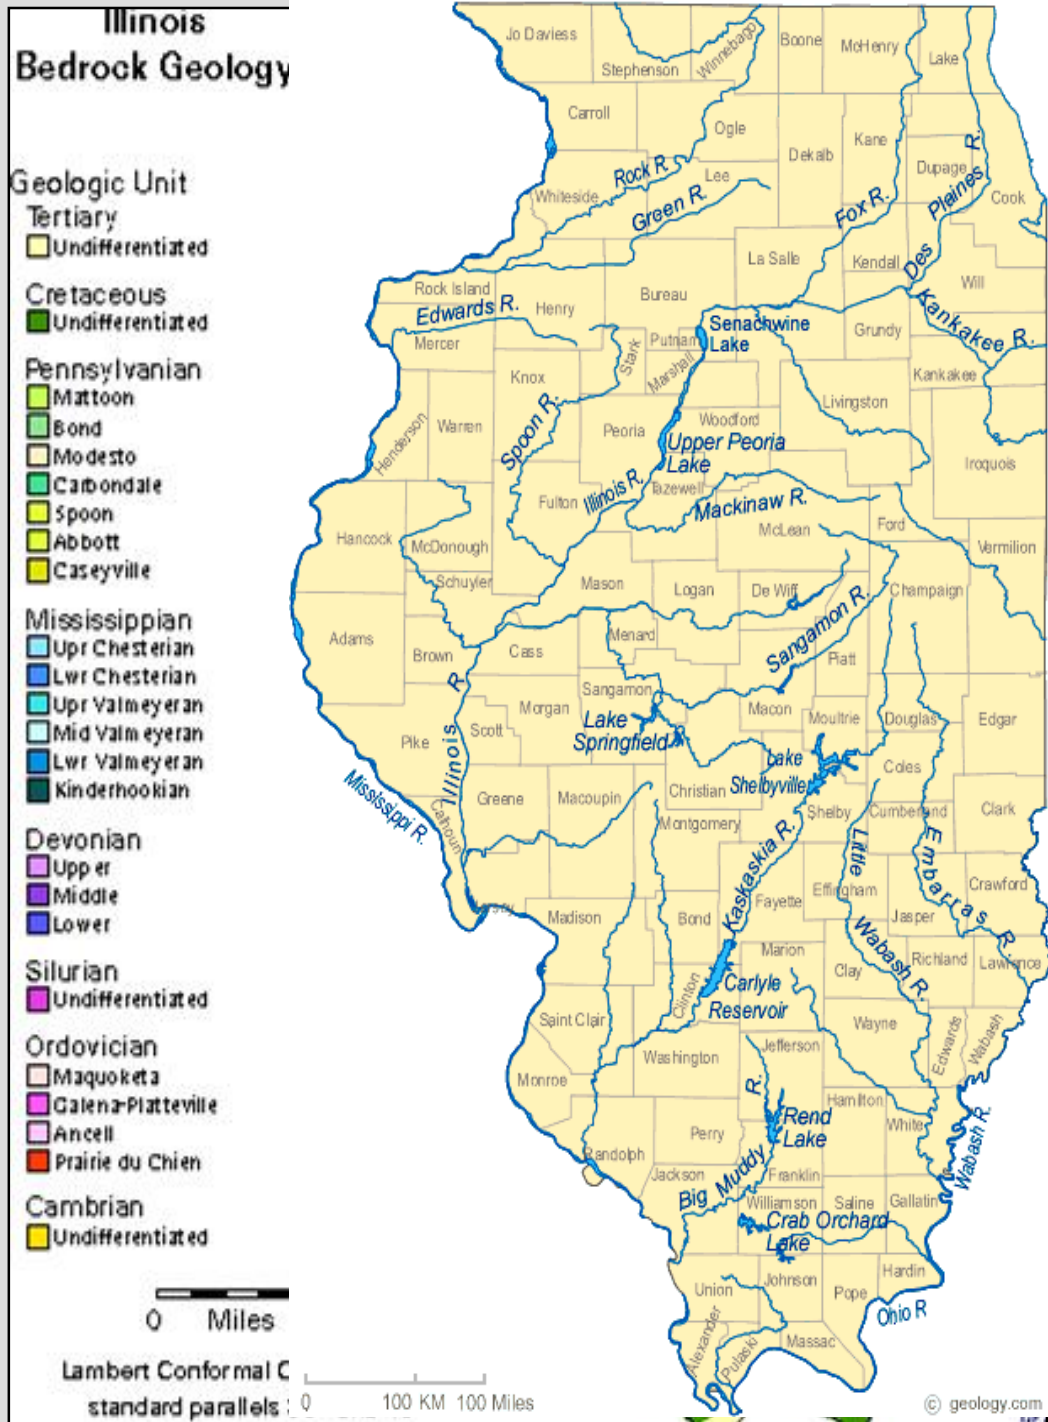 Illinois
Bedrock Geology
Geologic Unit
Tertiary
Undifferentiated
Cretaceous
Undifferentiated
Pennsylvanian
Mattoon
Bond
Modesto
Carbondale
Spoon
Abbott
Caseyville
Mississippian
Upr Chesterian
Lwr Chesterian
Upr Valmeyeran
Mid Valmeyeran
Lwr Valmeyeran
Kinderhookian
Devonian
Upper
Middle
Lower
Silurian
Undifferentiated
Ordovician
Maquoketa
Galena-Platteville
Ancell
Prairie du Chien
Cambrian
Undifferentiated
0 Miles
Lambert Conformal C
standard parallels
Jo Daviess
Stephenson
Winnebago
Boone
McHenry
Lake
Carroll
Ogle
Dekalb
Kane
Dupage
Cook
Whiteside
Rock R.
Lee
Green R.
Fox R.
Des Plaines R.
La Salle
Kendall
Will
Rock Island
Henry
Bureau
Edwards R.
Mercer
Stark
Putnam
Senachwine
Lake
Marshall
Grundy
Kankakee R.
Kankakee
Knox
Henderson
Warren
Spoon R.
Peoria
Woodford
Livingston
Upper Peoria
Lake
Iroquois
Fulton
Illinois R.
Tazewell
Mackinaw R.
McLean
Ford
Hancock
McDonough
Vermilion
Schuyler
Mason
Logan
De Wiff
Champaign
Adams
Brown
Cass
Menard
Sangamon R.
Piatt
Sangamon
Morgan
Macon
Moultrie
Douglas
Edgar
Pike
Scott
Illinois R.
Lake
Springfield
Lake
Shelbyville
Coles
Mississippi R.
Calhoun
Greene
Macoupin
Christian
Shelby
Cumberland
Clark
Montgomery
Kaskaskia R.
Little Wabash R.
Embarras R.
Effingham
Crawford
Jersey
Madison
Bond
Fayette
Jasper
Marion
Clay
Richland
Lawrence
Clinton
Carlyle
Reservoir
Saint Clair
Wayne
Edwards
Wabash
Washington
Jefferson
Monroe
Hamilton
White
Wabash R.
Rend
Lake
Perry
Randolph
Jackson
Franklin
Big Muddy R.
Williamson
Saline
Gallatin
Crab Orchard
Lake
Union
Johnson
Pope
Hardin
Ohio R
Alexander
Pulaski
Massac
0 100 KM 100 Miles
© geology.com